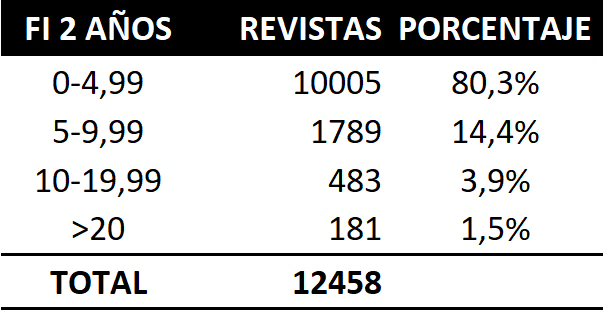 FI 2 AÑOS REVISTAS PORCENTAJE
0-4,99 10005 80,3%
5-9,99 1789 14,4%
10-19,99 483 3,9%
>20 181 1,5%
TOTAL 12458